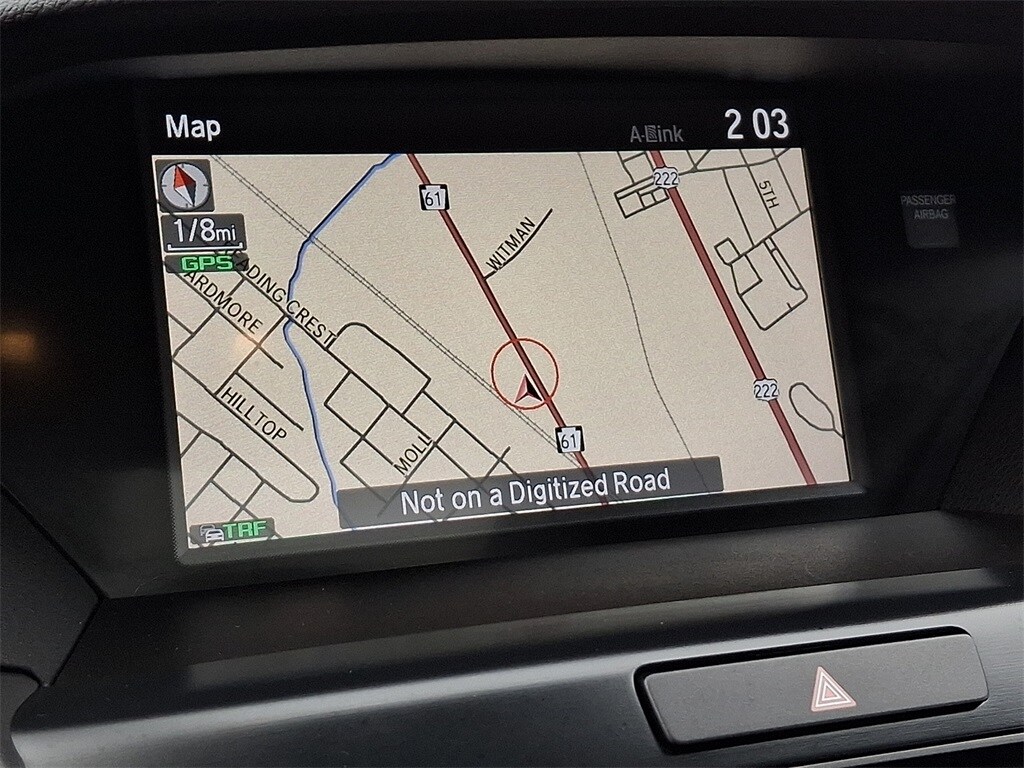 Map
A-Link
2 03
61
222
5TH
PASSENGER
AIRBAG
1/8mi
WITMAN
GPS
ADING CREST
ARDMORE
222
HILLTOP
MOLL
61
Not on a Digitized Road
TRF